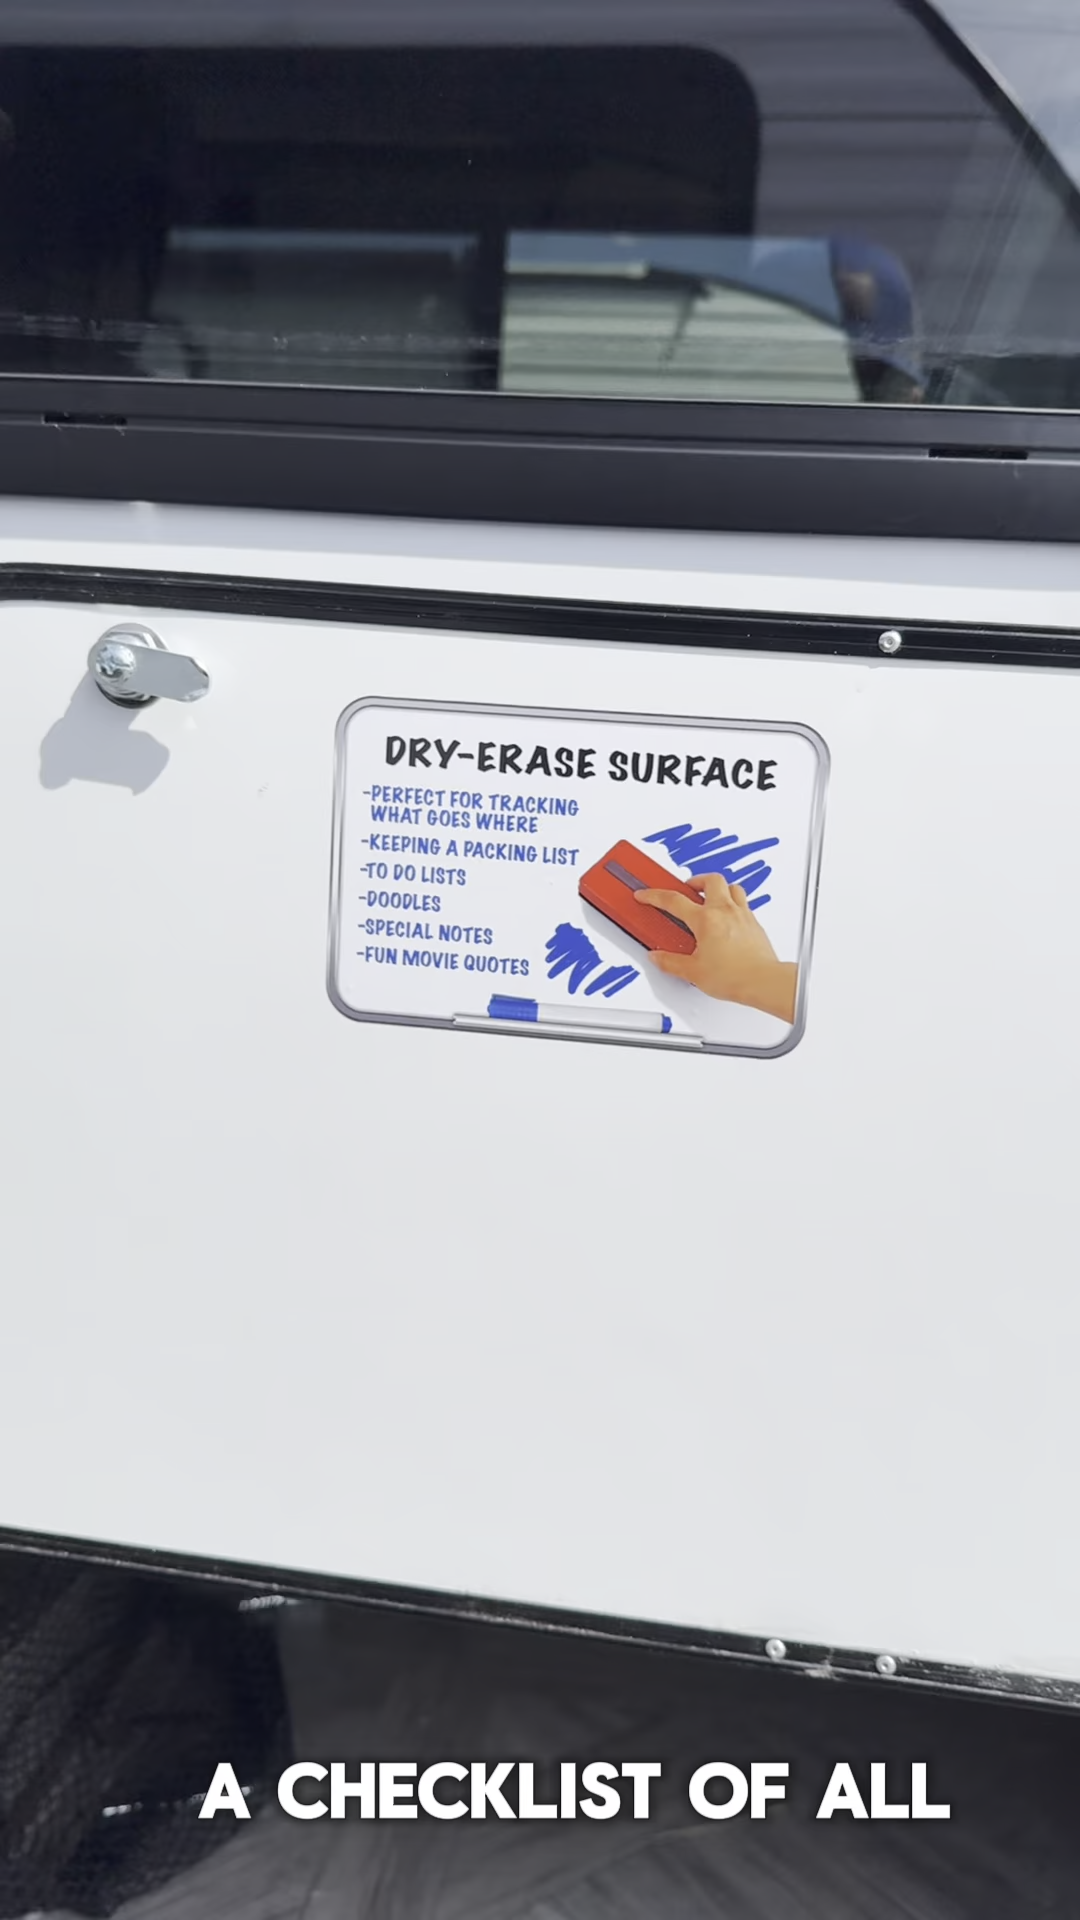 DRY-ERASE SURFACE
-PERFECT FOR TRACKING
WHAT GOES WHERE
-KEEPING A PACKING LIST
-TO DO LISTS
-DOODLES
-SPECIAL NOTES
-FUN MOVIE QUOTES
A CHECKLIST OF ALL